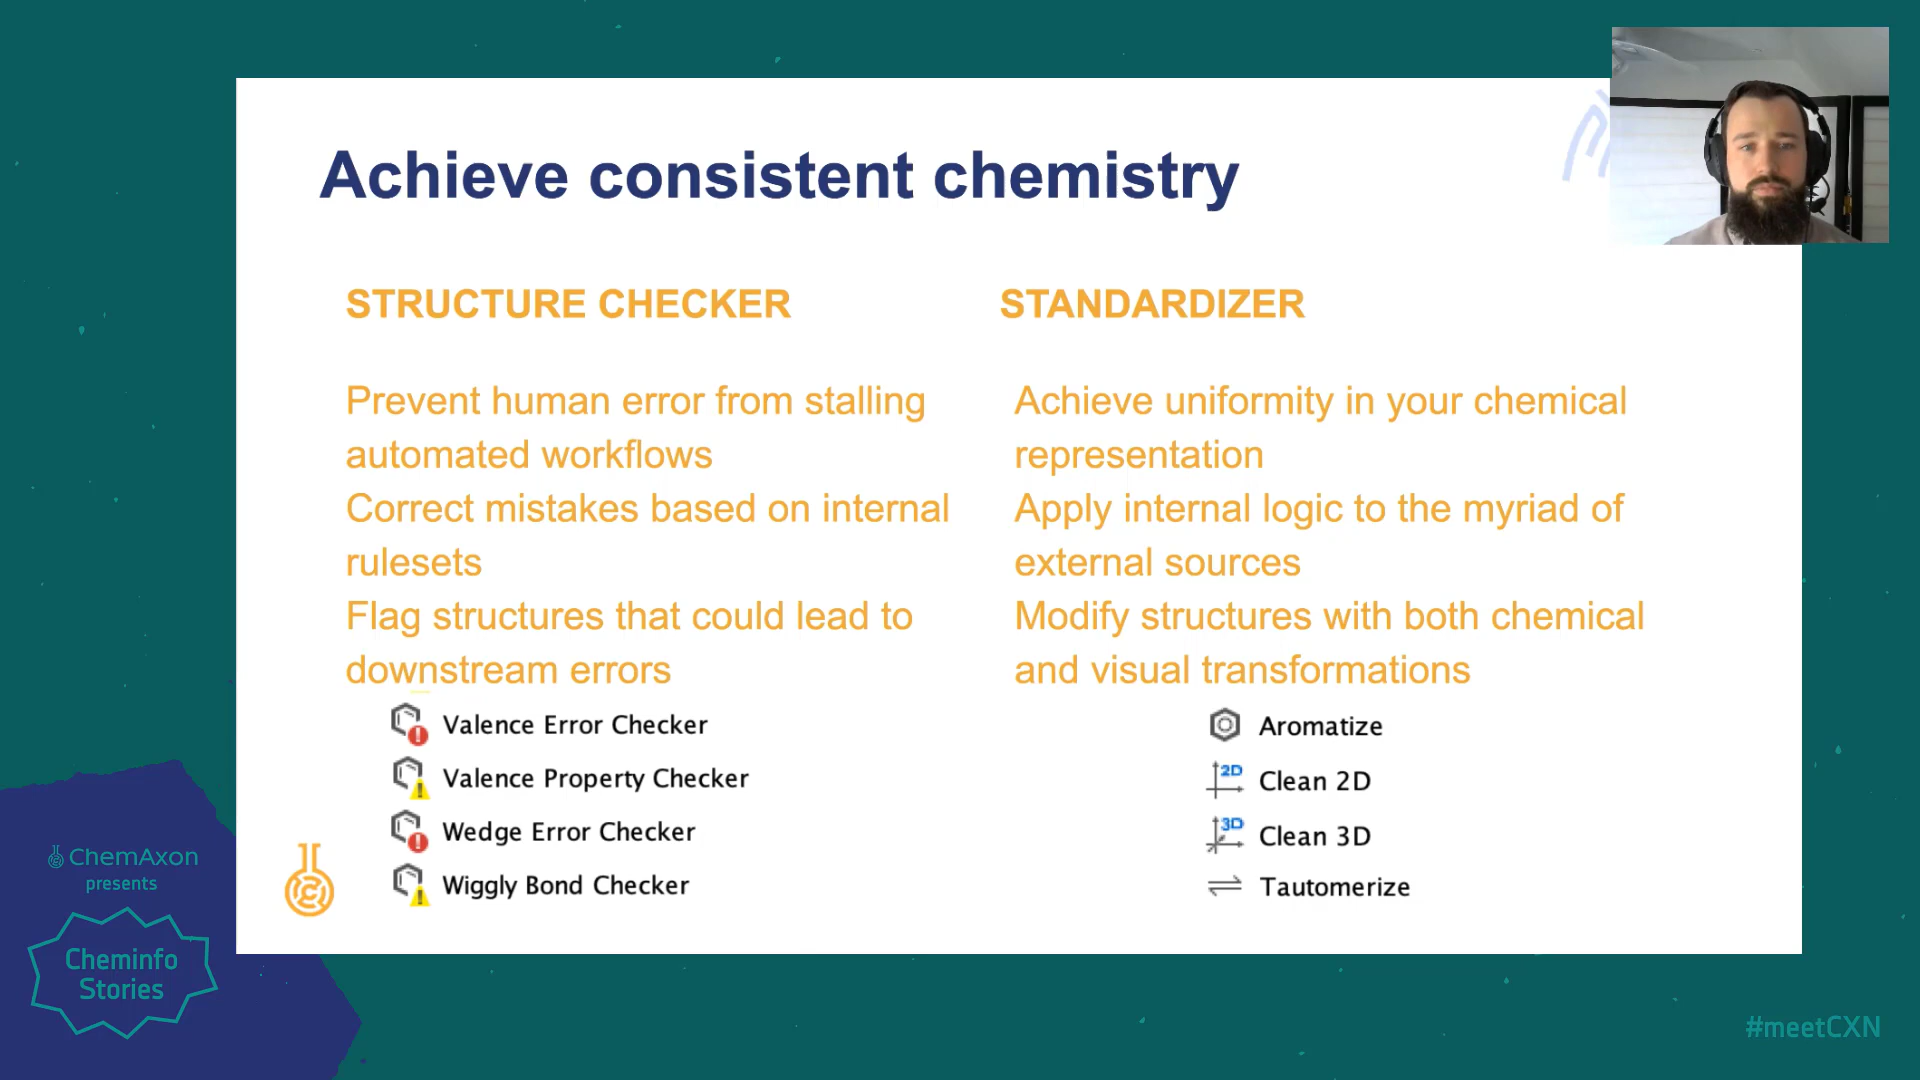 Achieve consistent chemistry
STRUCTURE CHECKER
Prevent human error from stalling
automated workflows
Correct mistakes based on internal
rulesets
Flag structures that could lead to
downstream errors
Valence Error Checker
Valence Property Checker
Wedge Error Checker
Wiggly Bond Checker
STANDARDIZER
Achieve uniformity in your chemical
representation
Apply internal logic to the myriad of
external sources
Modify structures with both chemical
and visual transformations
Aromatize
2D Clean 2D
3D Clean 3D
Tautomerize
ChemAxon
presents
Cheminfo
Stories
#meetCXN